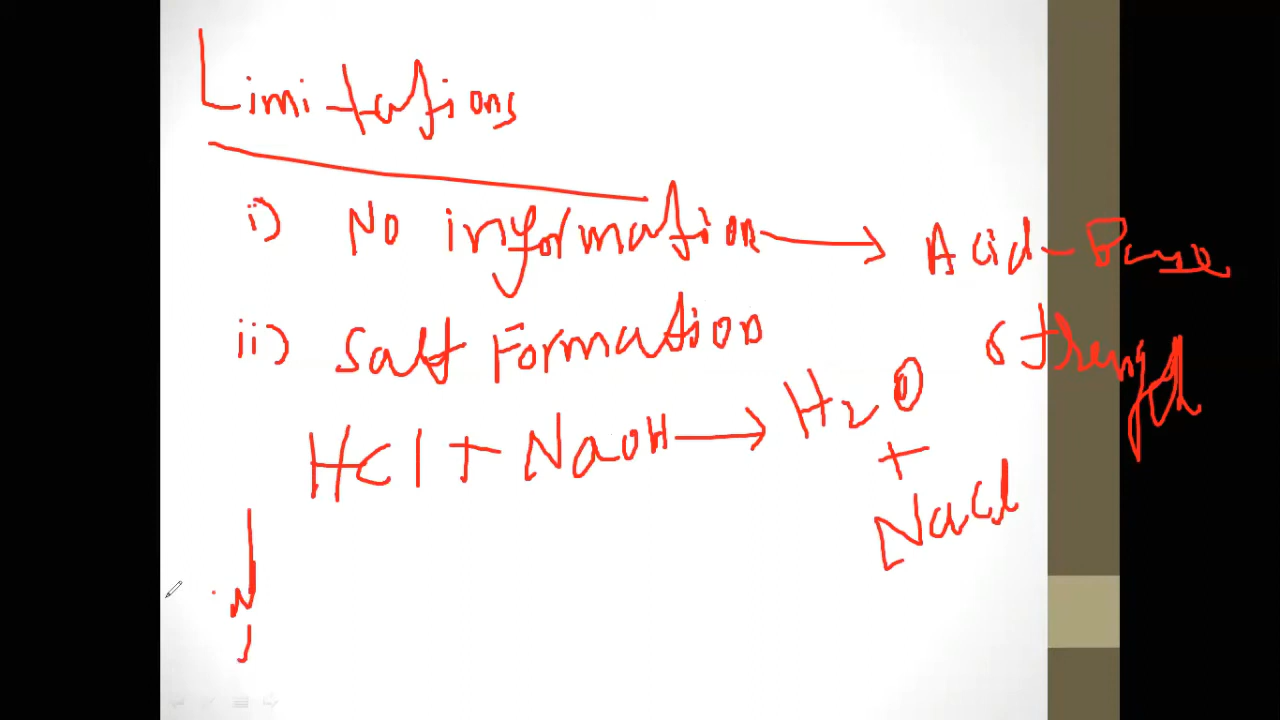 Limitations
i) No information → Acid-Base
strength
ii) Salt Formation
HCl + NaOH → H2O
+
NaCl